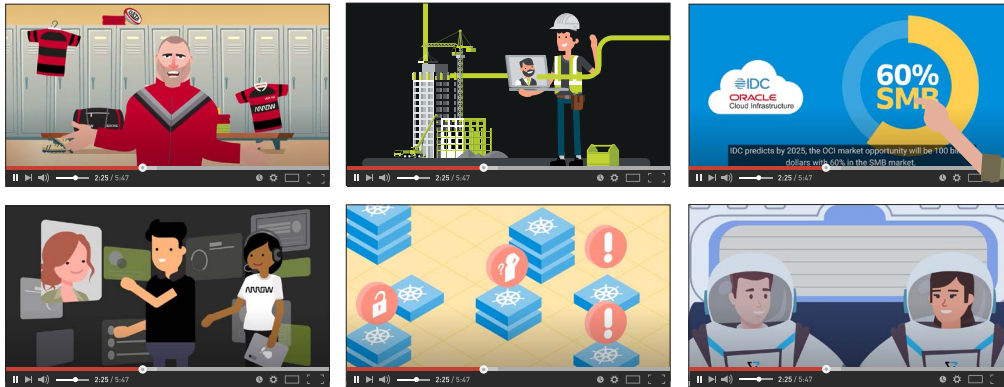 ARROW
2:25 / 5:47
2:25 / 5:47
IDC
ORACLE
Cloud Infrastructure
60%
SMB
IDC predicts by 2025, the OCI market opportunity will be 100
dollars with 60% in the SMB market.
2:25 / 5:47
ARROW
2:25 / 5:47
?
!
!
2:25 / 5:47
2:25 / 5:47